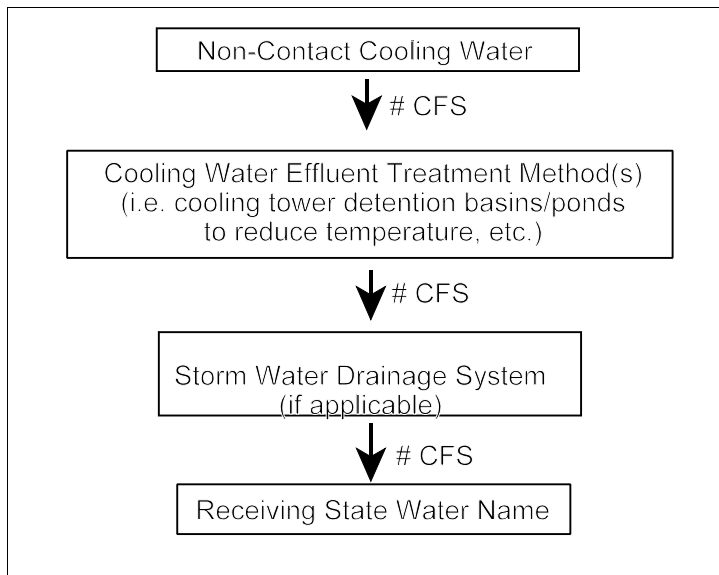 Non-Contact Cooling Water
# CFS
Cooling Water Effluent Treatment Method(s)
(i.e. cooling tower detention basins/ponds
to reduce temperature, etc.)
# CFS
Storm Water Drainage System
(if applicable)
# CFS
Receiving State Water Name